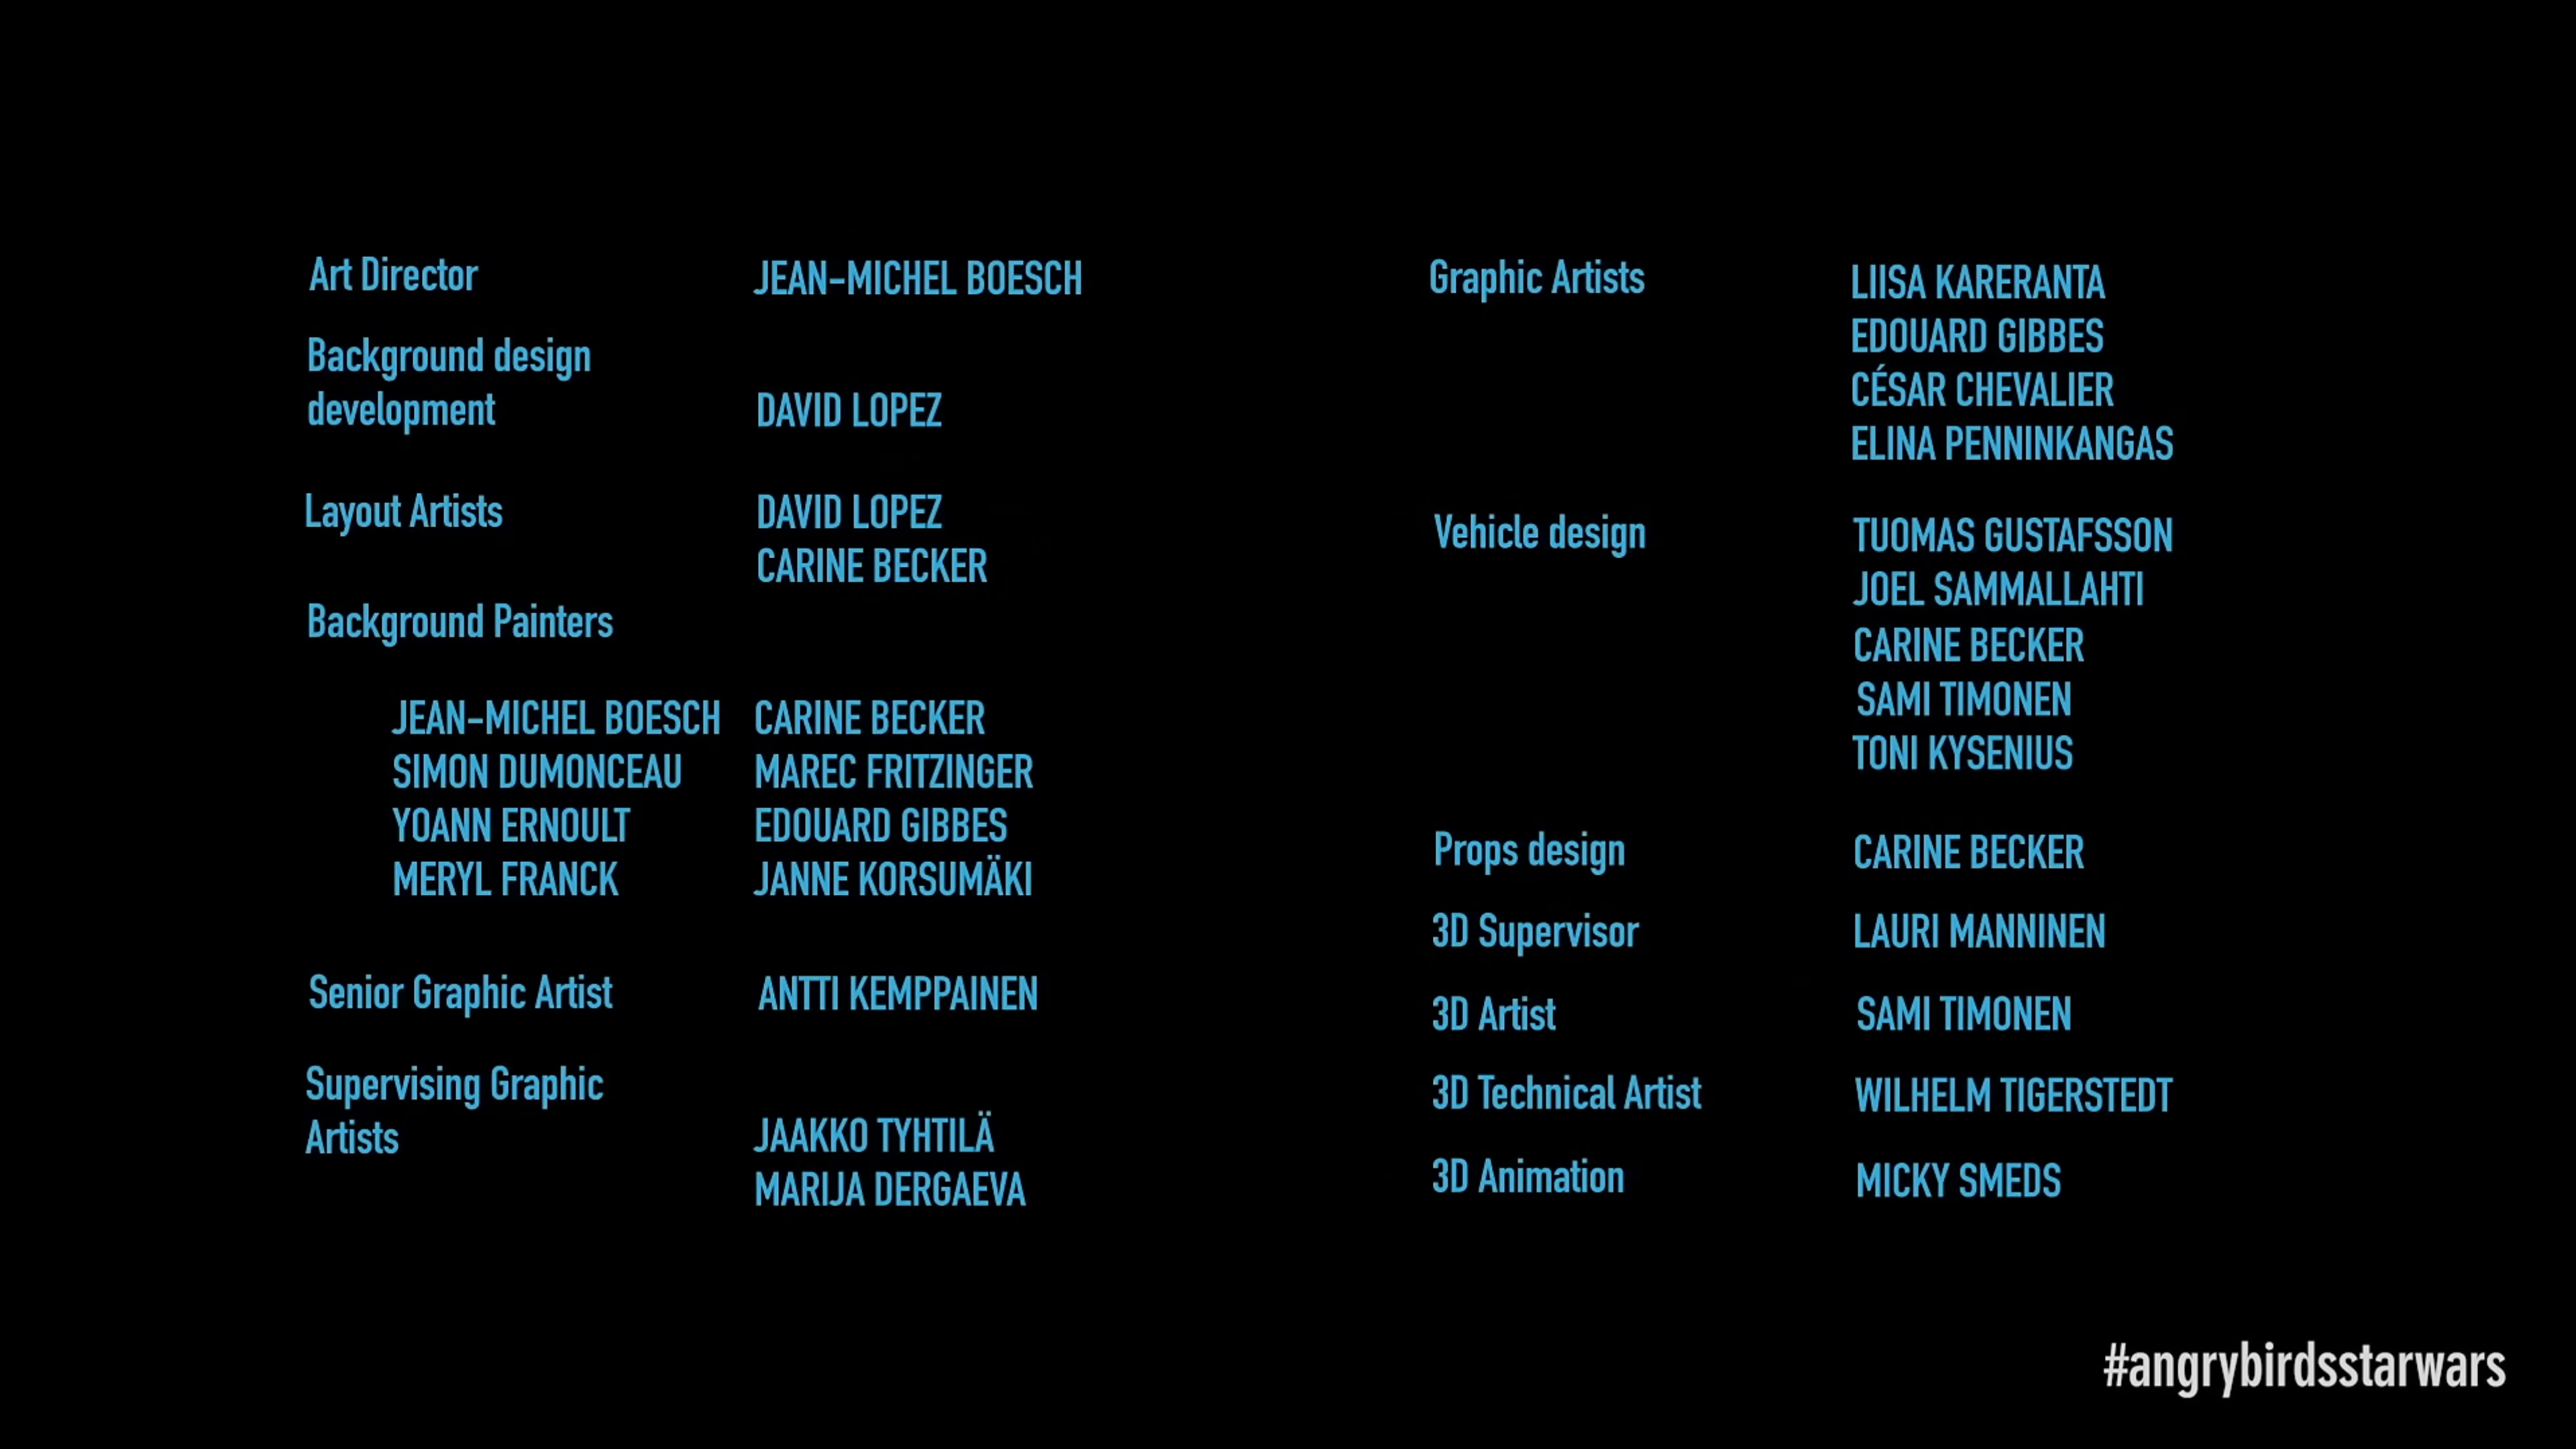 Art Director JEAN-MICHEL BOESCH
Background design
development DAVID LOPEZ
Layout Artists DAVID LOPEZ
CARINE BECKER
Background Painters
JEAN-MICHEL BOESCH CARINE BECKER
SIMON DUMONCEAU MAREC FRITZINGER
YOANN ERNOULT EDOUARD GIBBES
MERYL FRANCK JANNE KORSUMÄKI
Senior Graphic Artist ANTTI KEMPPAINEN
Supervising Graphic
Artists JAAKKO TYHTILÄ
MARIJA DERGAEVA
Graphic Artists LIISA KARERANTA
EDOUARD GIBBES
CÉSAR CHEVALIER
ELINA PENNINKANGAS
Vehicle design TUOMAS GUSTAFSSON
JOEL SAMMALLAHTI
CARINE BECKER
SAMI TIMONEN
TONI KYSENIUS
Props design CARINE BECKER
3D Supervisor LAURI MANNINEN
3D Artist SAMI TIMONEN
3D Technical Artist WILHELM TIGERSTEDT
3D Animation MICKY SMEDS
#angrybirdsstarwars